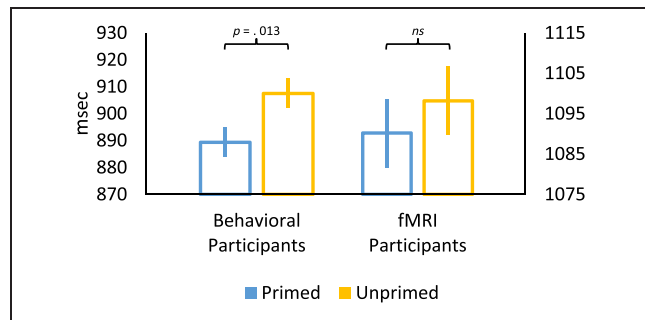 930
920
910
900
890
880
870
msec
p = . 013
ns
1115
1105
1095
1085
1075
Behavioral
Participants
fMRI
Participants
Primed
Unprimed